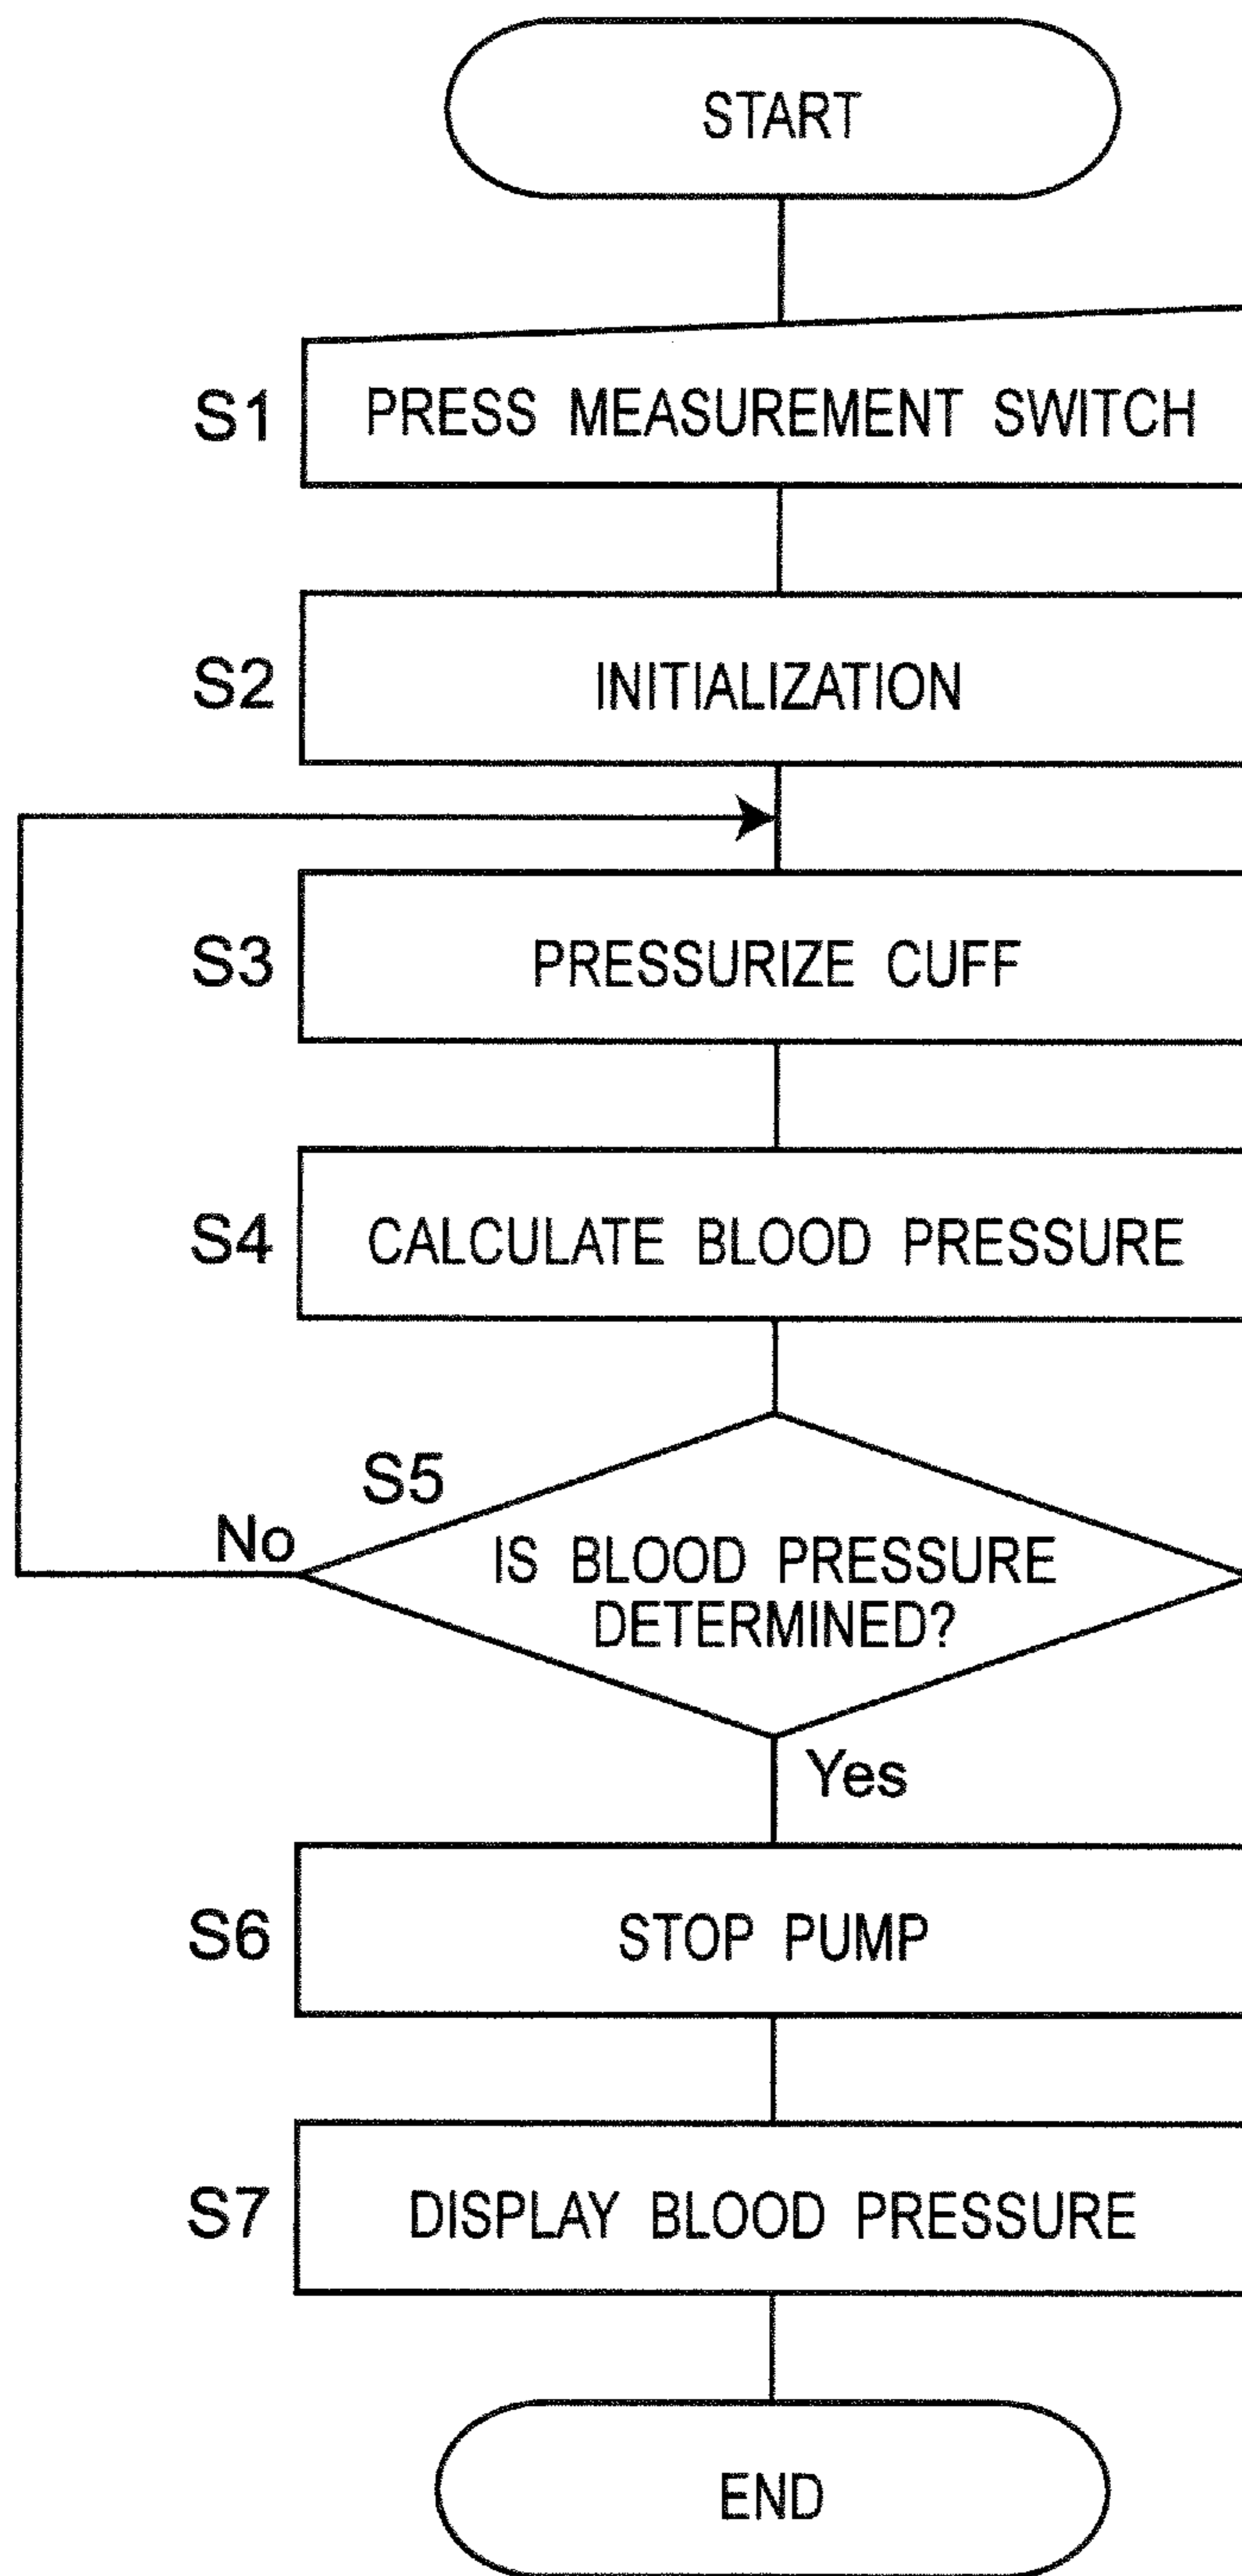 START
S1 PRESS MEASUREMENT SWITCH
S2 INITIALIZATION
S3 PRESSURIZE CUFF
S4 CALCULATE BLOOD PRESSURE
S5
No
IS BLOOD PRESSURE
DETERMINED?
Yes
S6 STOP PUMP
S7 DISPLAY BLOOD PRESSURE
END